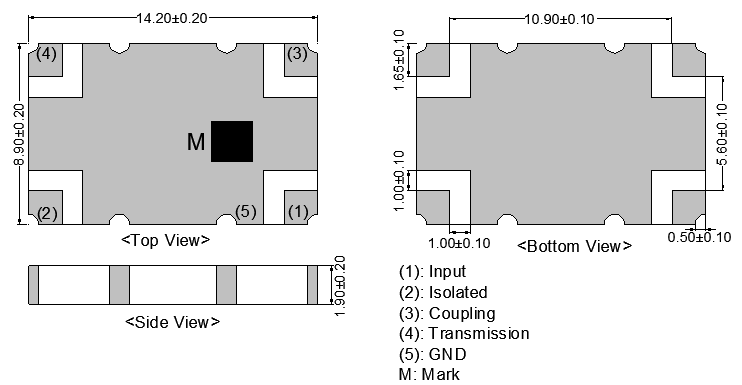 14.20±0.20
10.90±0.10
(4)
(3)
1.65±0.10
8.90±0.20
M
5.60±0.10
1.00±0.10
(2)
(5)
(1)
<Top View>
1.00±0.10
<Bottom View>
0.50±0.10
1.90±0.20
<Side View>
(1): Input
(2): Isolated
(3): Coupling
(4): Transmission
(5): GND
M: Mark